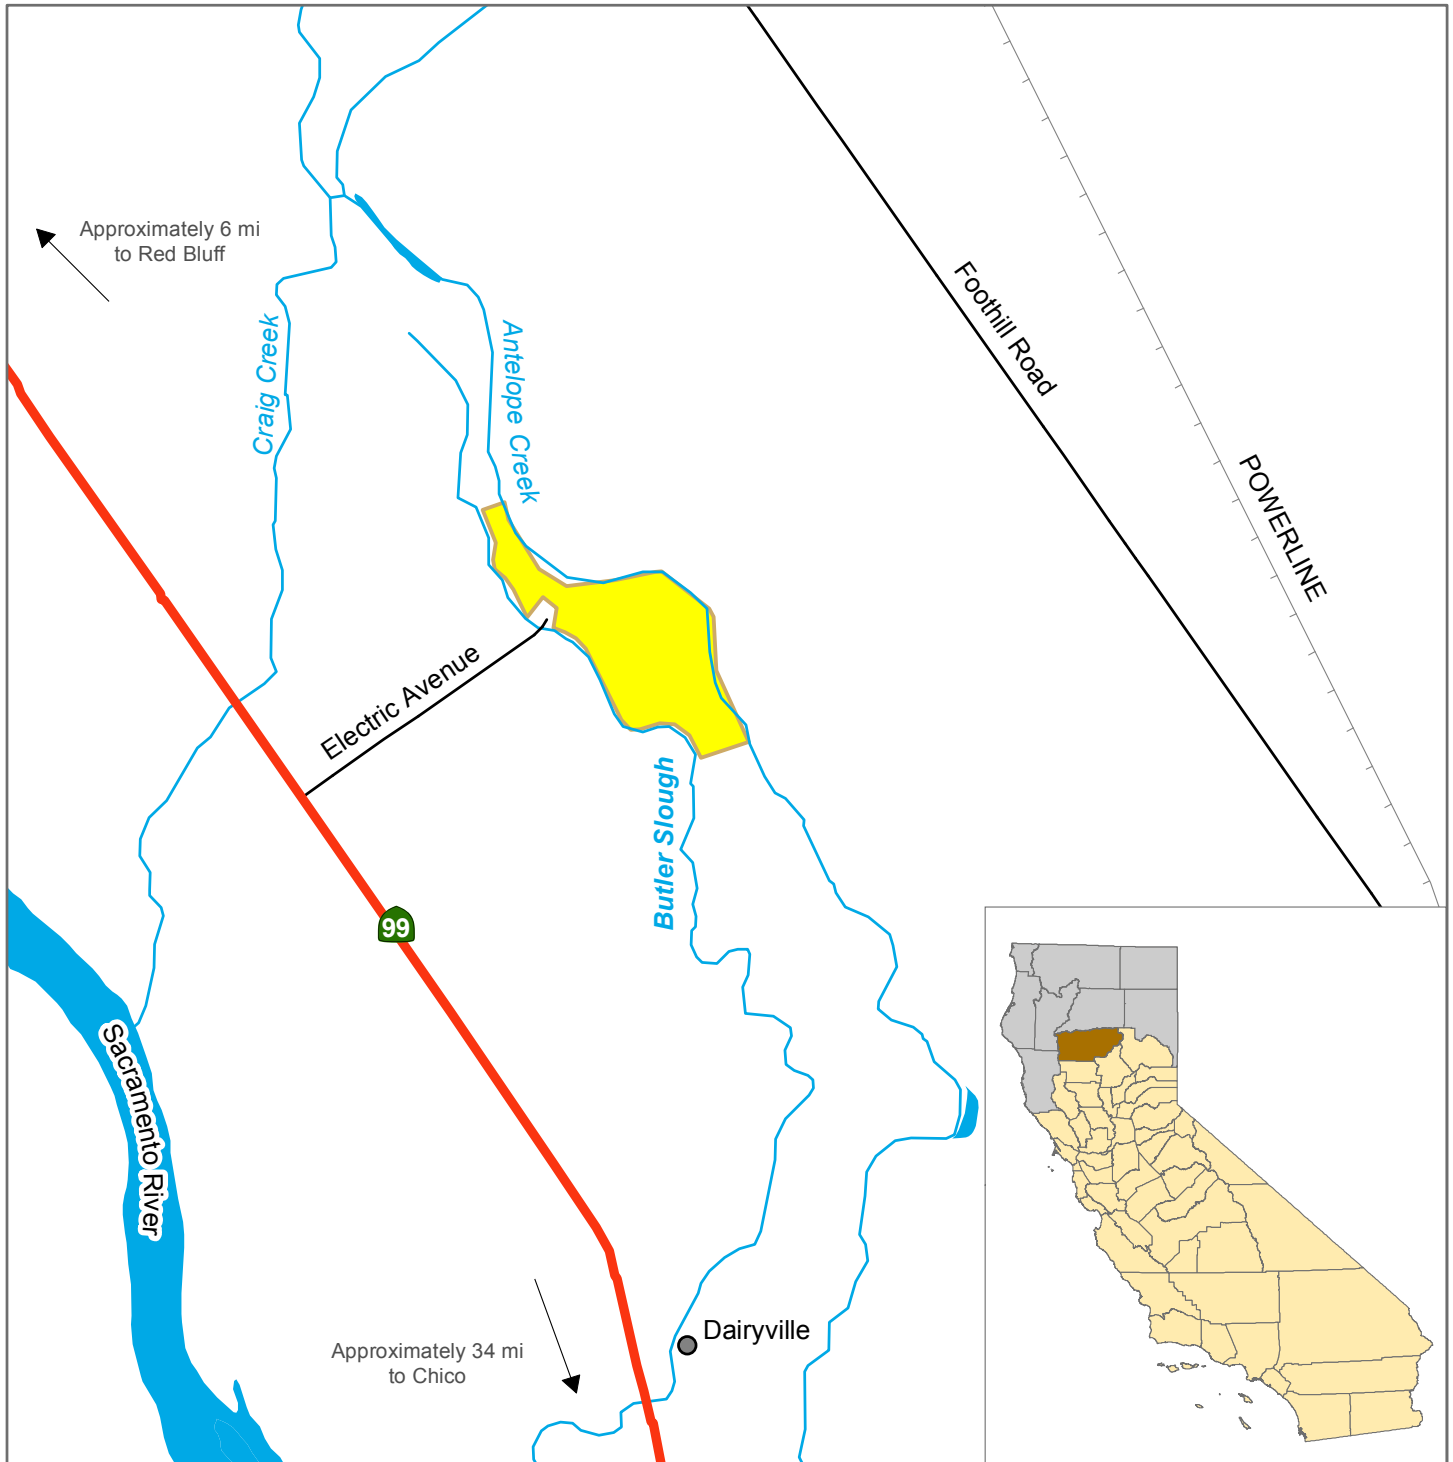 Approximately 6 mi
to Red Bluff
Craig Creek
Antelope Creek
Foothill Road
POWERLINE
Electric Avenue
Butler Slough
99
Sacramento River
Dairyville
Approximately 34 mi
to Chico